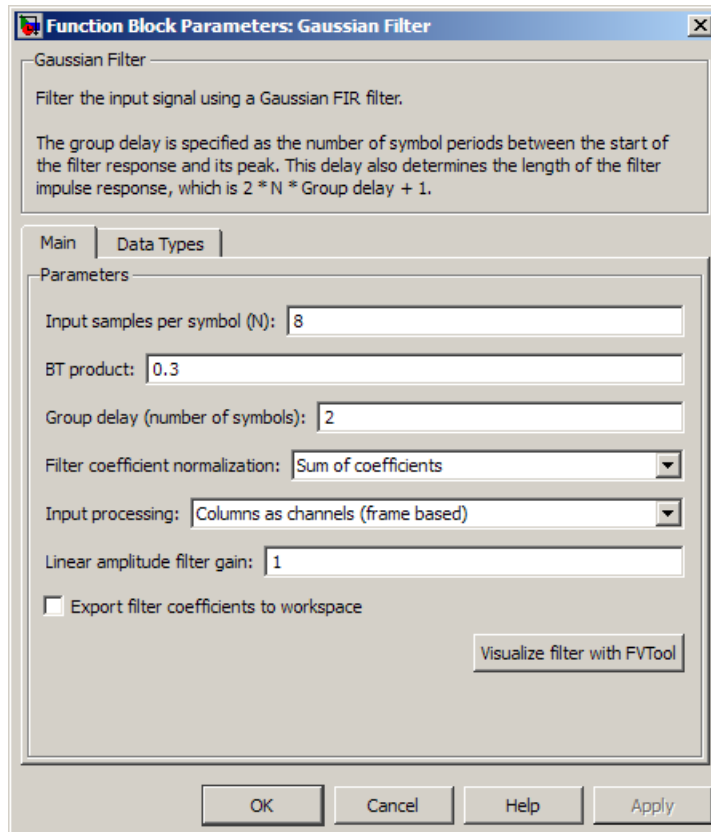 Function Block Parameters: Gaussian Filter
Gaussian Filter
Filter the input signal using a Gaussian FIR filter.
The group delay is specified as the number of symbol periods between the start of
the filter response and its peak. This delay also determines the length of the filter
impulse response, which is 2 * N * Group delay + 1.
Main Data Types
Parameters
Input samples per symbol (N): 8
BT product: 0.3
Group delay (number of symbols): 2
Filter coefficient normalization: Sum of coefficients
Input processing: Columns as channels (frame based)
Linear amplitude filter gain: 1
Export filter coefficients to workspace
Visualize filter with FVTool
OK Cancel Help Apply